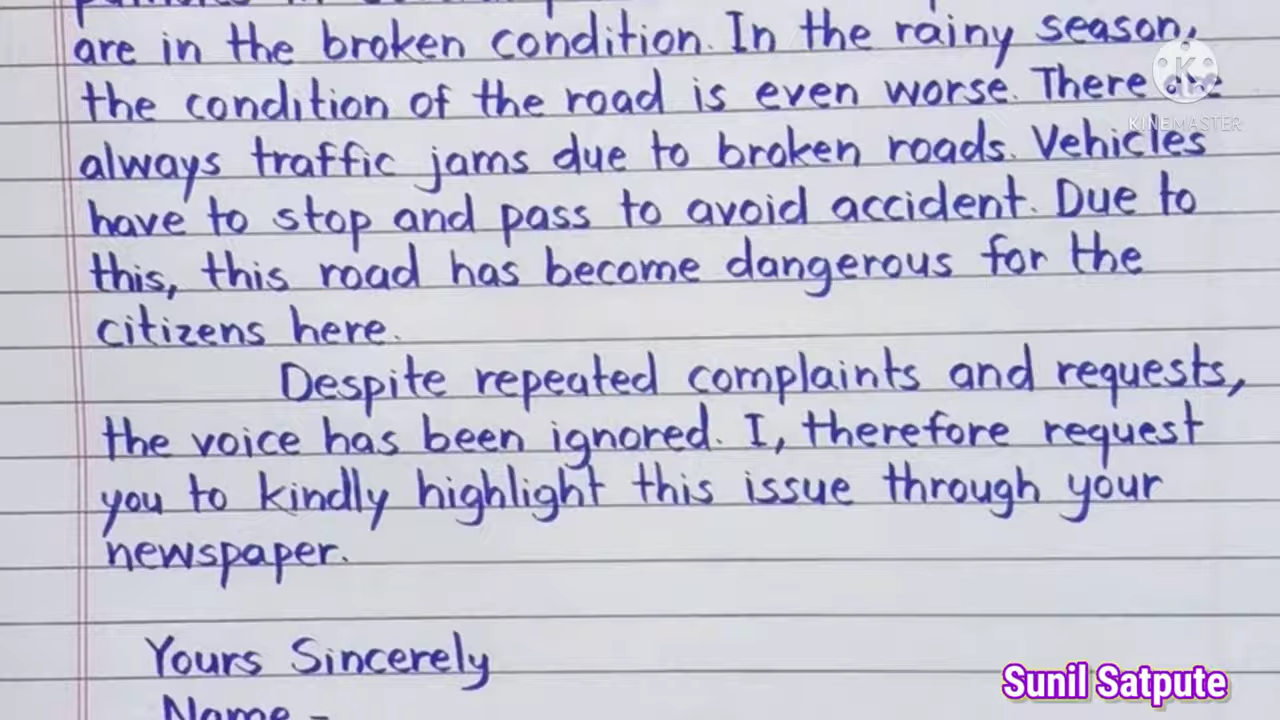 are in the broken condition. In the rainy season,
the condition of the road is even worse. There are
always traffic jams due to broken roads. Vehicles
have to stop and pass to avoid accident. Due to
this, this road has become dangerous for the
citizens here.
Despite repeated complaints and requests,
the voice has been ignored. I, therefore request
you to kindly highlight this issue through your
newspaper.
Yours Sincerely
Name -
K
KINEMASTER
Sunil Satpute